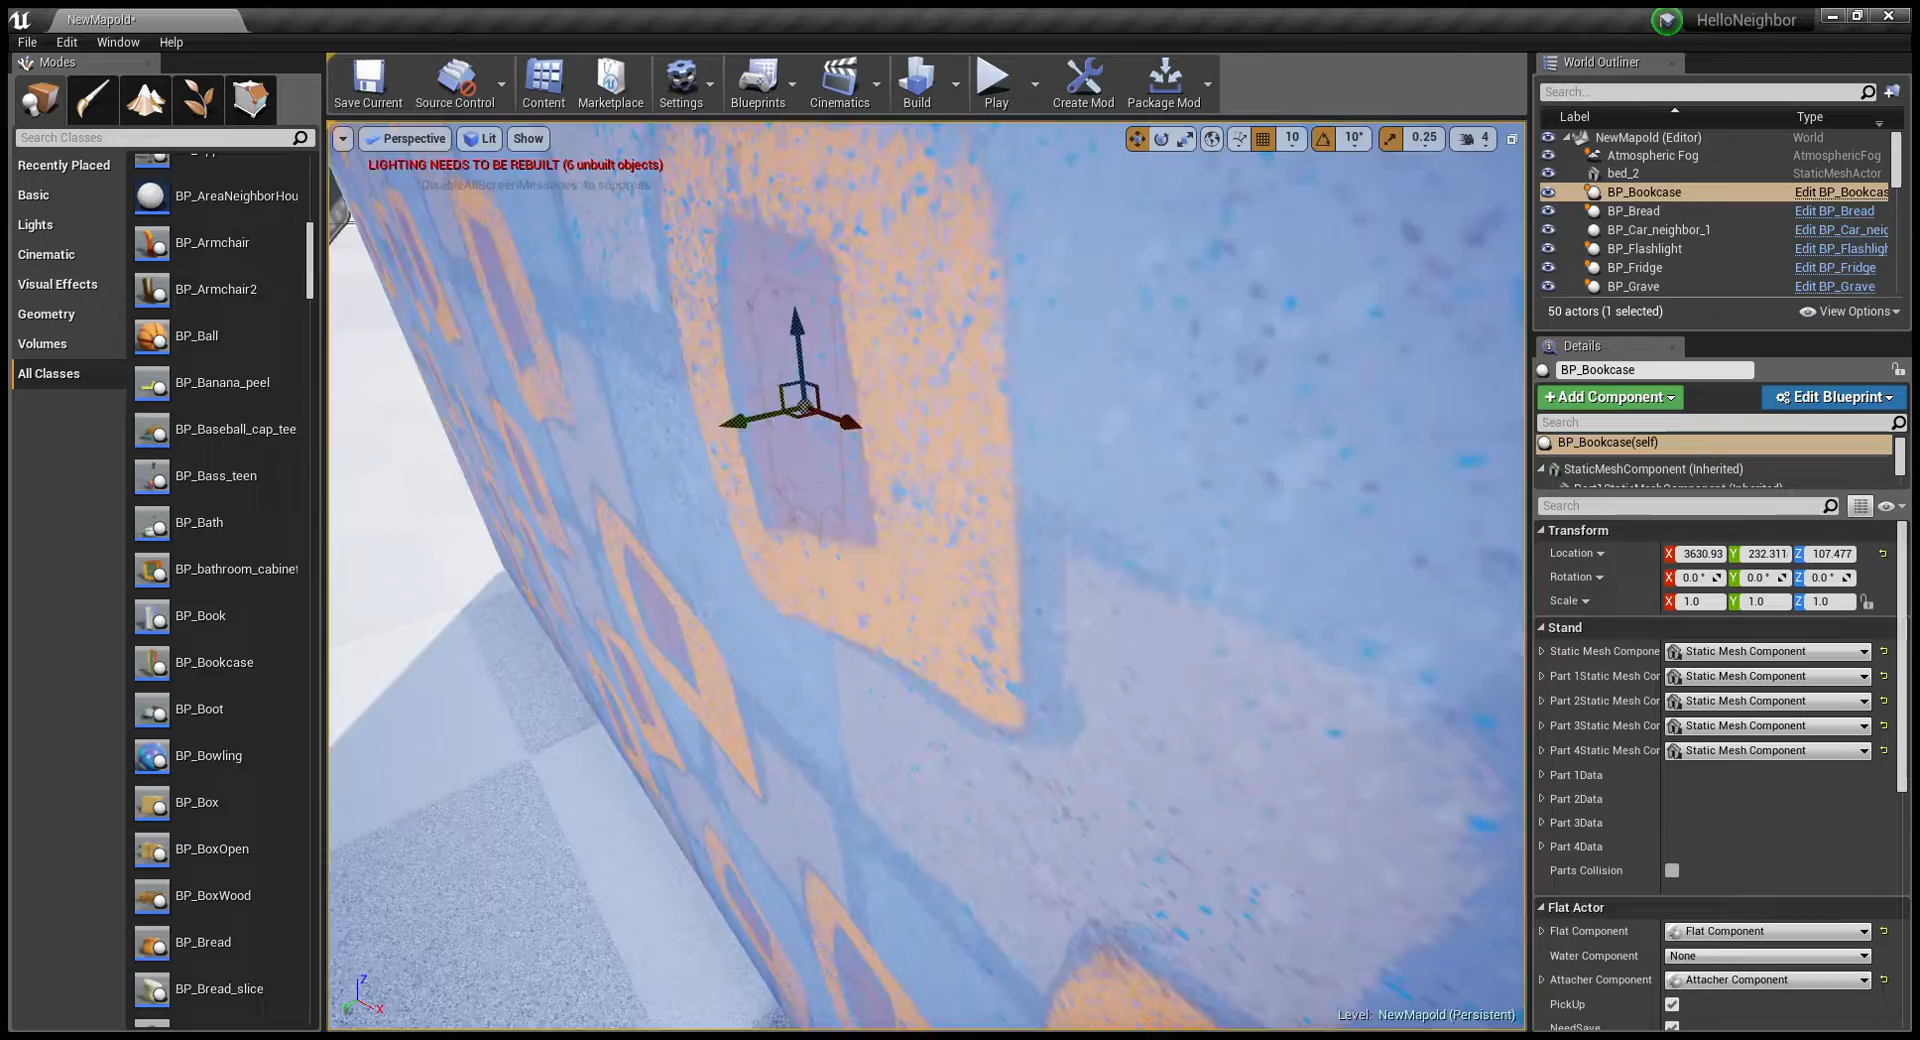 NewMapold*
HelloNeighbor
File Edit Window Help
Modes
Search Classes
Recently Placed
Basic
Lights
Cinematic
Visual Effects
Geometry
Volumes
All Classes
BP_AreaNeighborHou
BP_Armchair
BP_Armchair2
BP_Ball
BP_Banana_peel
BP_Baseball_cap_tee
BP_Bass_teen
BP_Bath
BP_bathroom_cabinet
BP_Book
BP_Bookcase
BP_Boot
BP_Bowling
BP_Box
BP_BoxOpen
BP_BoxWood
BP_Bread
BP_Bread_slice
Save Current Source Control Content Marketplace Settings Blueprints Cinematics Build Play Create Mod Package Mod
Perspective Lit Show 10 10° 0.25 4
LIGHTING NEEDS TO BE REBUILT (6 unbuilt objects)
'DisableAllScreenMessages' to suppress
Z
X
Level: NewMapold (Persistent)
World Outliner
Search...
Label Type
NewMapold (Editor) World
Atmospheric Fog AtmosphericFog
bed_2 StaticMeshActor
BP_Bookcase Edit BP_Bookcas
BP_Bread Edit BP_Bread
BP_Car_neighbor_1 Edit BP_Car_neig
BP_Flashlight Edit BP_Flashligh
BP_Fridge Edit BP_Fridge
BP_Grave Edit BP_Grave
50 actors (1 selected) View Options
Details
BP_Bookcase
+Add Component Edit Blueprint
Search
BP_Bookcase(self)
StaticMeshComponent (Inherited)
Part1StaticMeshComponent (Inherited)
Search
Transform
Location X 3630.93 Y 232.311 Z 107.477
Rotation X 0.0° Y 0.0° Z 0.0°
Scale X 1.0 Y 1.0 Z 1.0
Stand
Static Mesh Compone Static Mesh Component
Part 1Static Mesh Cor Static Mesh Component
Part 2Static Mesh Cor Static Mesh Component
Part 3Static Mesh Cor Static Mesh Component
Part 4Static Mesh Cor Static Mesh Component
Part 1Data
Part 2Data
Part 3Data
Part 4Data
Parts Collision
Flat Actor
Flat Component Flat Component
Water Component None
Attacher Component Attacher Component
PickUp
NeedSave